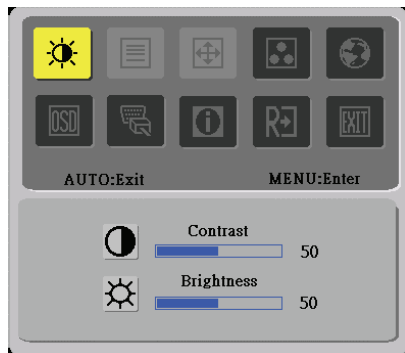 OSD R EXIT
AUTO:Exit MENU:Enter
Contrast
50
Brightness
50